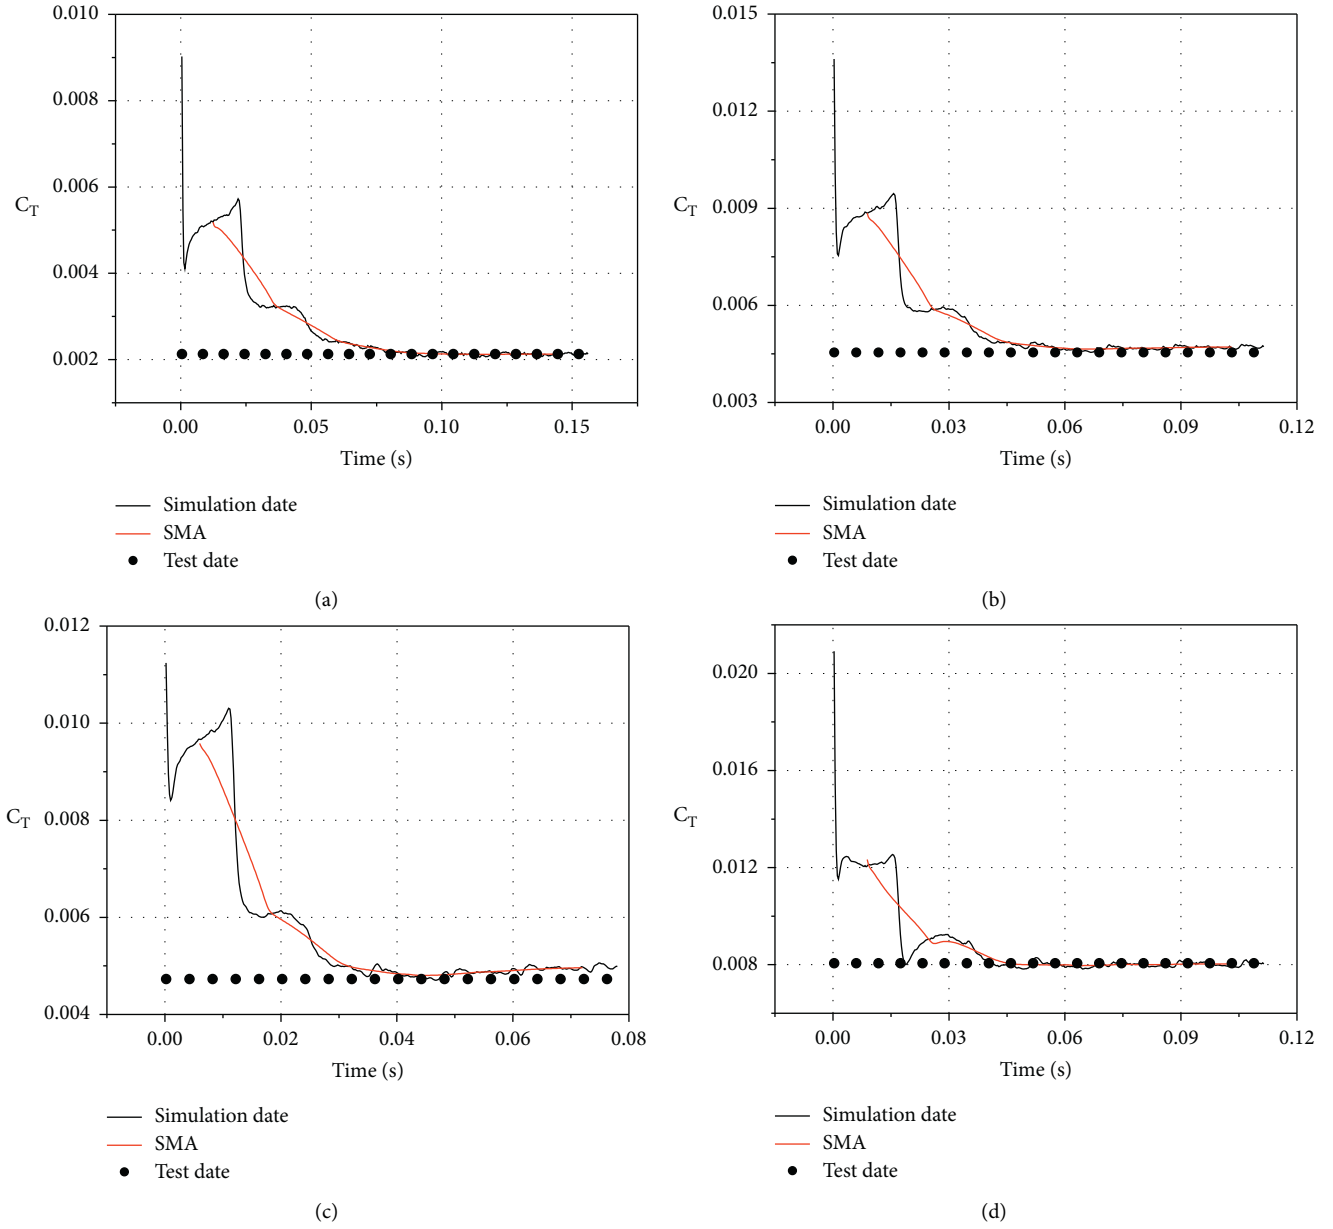 0.010
0.008
0.006
C_T
0.004
0.002
0.00 0.05 0.10 0.15
Time (s)
Simulation date
SMA
Test date
(a)
0.015
0.012
0.009
C_T
0.006
0.003
0.00 0.03 0.06 0.09 0.12
Time (s)
Simulation date
SMA
Test date
(b)
0.012
0.010
0.008
C_T
0.006
0.004
0.00 0.02 0.04 0.06 0.08
Time (s)
Simulation date
SMA
Test date
(c)
0.020
0.016
C_T
0.012
0.008
0.00 0.03 0.06 0.09 0.12
Time (s)
Simulation date
SMA
Test date
(d)